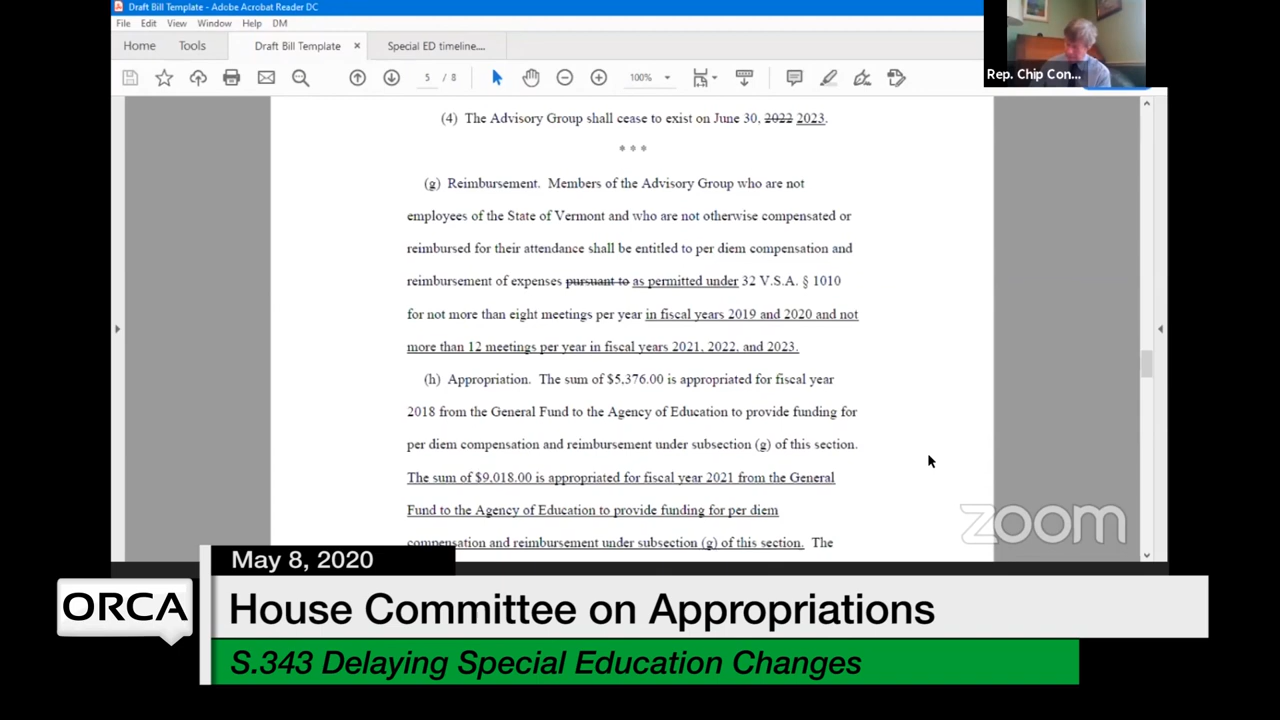 Draft Bill Template - Adobe Acrobat Reader DC
File Edit View Window Help DM
Home Tools Draft Bill Template × Special ED timeline....
5 / 8 100%
Rep. Chip Con...
(4) The Advisory Group shall cease to exist on June 30, 2022 2023.
* * *
(g) Reimbursement. Members of the Advisory Group who are not
employees of the State of Vermont and who are not otherwise compensated or
reimbursed for their attendance shall be entitled to per diem compensation and
reimbursement of expenses pursuant to as permitted under 32 V.S.A. § 1010
for not more than eight meetings per year in fiscal years 2019 and 2020 and not
more than 12 meetings per year in fiscal years 2021, 2022, and 2023.
(h) Appropriation. The sum of $5,376.00 is appropriated for fiscal year
2018 from the General Fund to the Agency of Education to provide funding for
per diem compensation and reimbursement under subsection (g) of this section.
The sum of $9,018.00 is appropriated for fiscal year 2021 from the General
Fund to the Agency of Education to provide funding for per diem
compensation and reimbursement under subsection (g) of this section. The
zoom
May 8, 2020
ORCA
House Committee on Appropriations
S.343 Delaying Special Education Changes